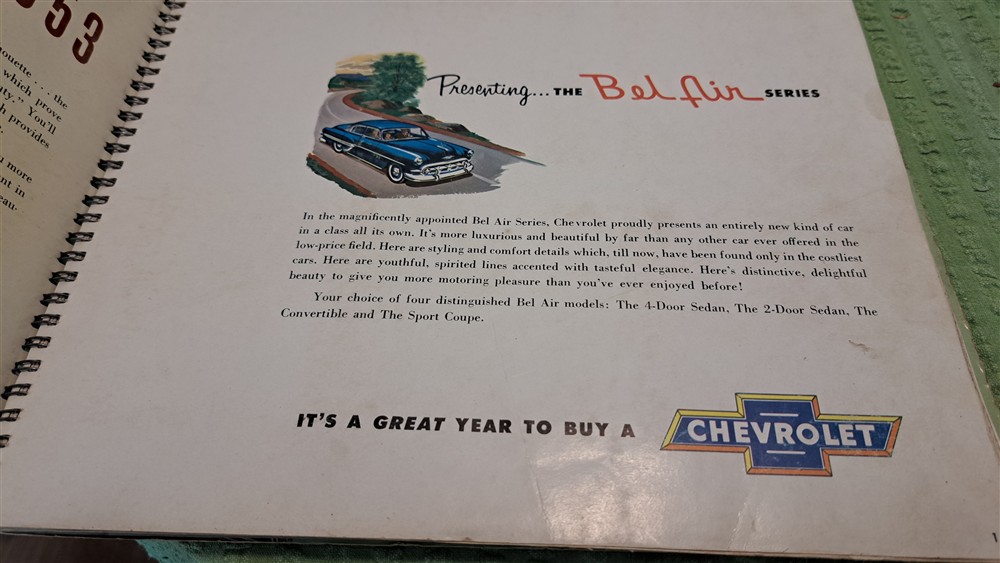 53
ouette . . . the
which prove
uty." You'll
h provides
r.
u more
nt in
eau-
Presenting... THE Bel Air SERIES
In the magnificently appointed Bel Air Series, Chevrolet proudly presents an entirely new kind of car
in a class all its own. It's more luxurious and beautiful by far than any other car ever offered in the
low-price field. Here are styling and comfort details which, till now, have been found only in the costliest
cars. Here are youthful, spirited lines accented with tasteful elegance. Here's distinctive, delightful
beauty to give you more motoring pleasure than you've ever enjoyed before!
Your choice of four distinguished Bel Air models: The 4-Door Sedan, The 2-Door Sedan, The
Convertible and The Sport Coupe.
IT'S A GREAT YEAR TO BUY A
CHEVROLET
1